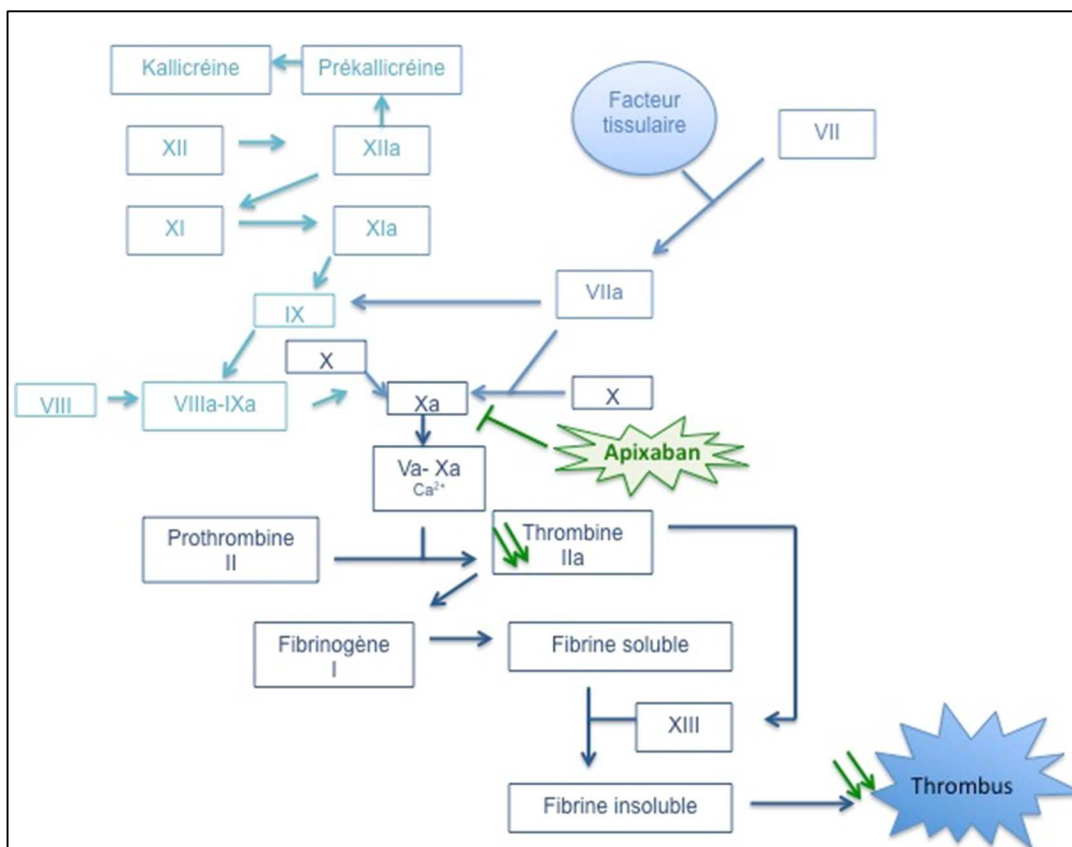 Kallicréine
Prékallicréine
Facteur
tissulaire
VII
XII
XIIa
XI
XIa
VIIa
IX
X
VIII
VIIIa-IXa
Xa
X
Apixaban
Va- Xa
Ca²⁺
Prothrombine
II
Thrombine
IIa
Fibrinogène
I
Fibrine soluble
XIII
Fibrine insoluble
Thrombus